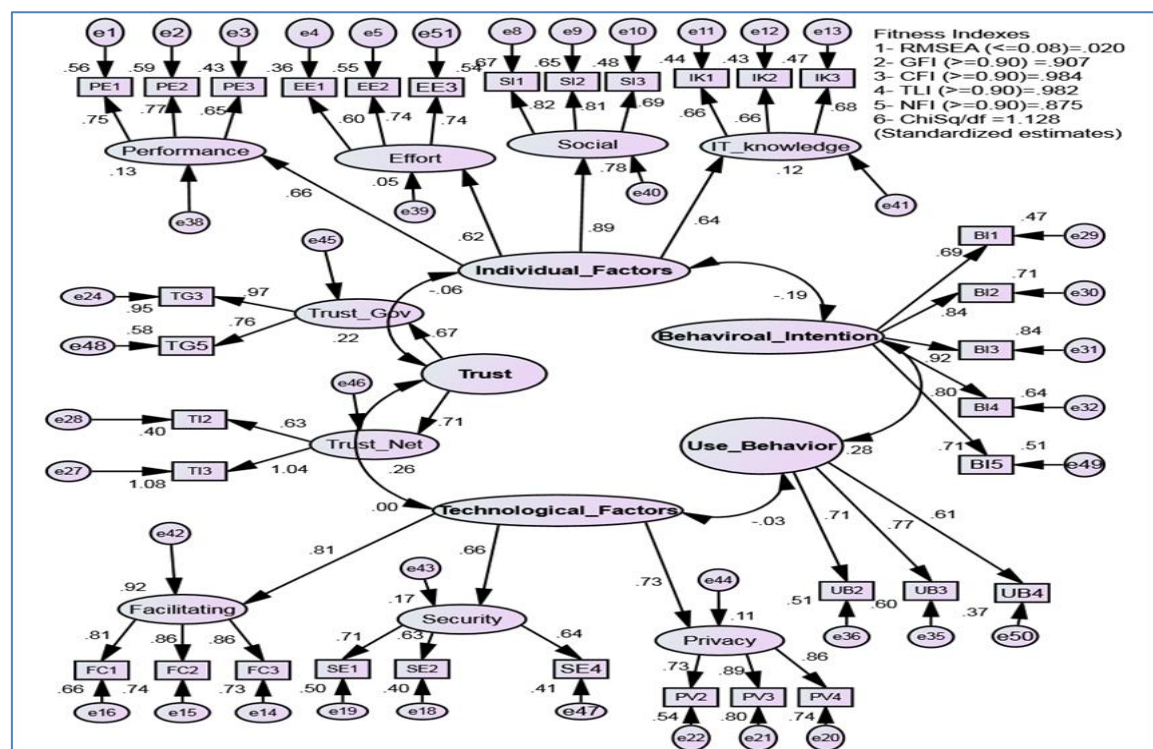 e1 e2 e3 e4 e5 e51 e8 e9 e10 e11 e12 e13
.56 .59 .43 .36 .55 .54 .67 .65 .48 .44 .43 .47
PE1 PE2 PE3 EE1 EE2 EE3 SI1 SI2 SI3 IK1 IK2 IK3
.75 .77 .65 .60 .74 .74 .82 .81 .69 .66 .66 .68
Performance Effort Social IT_knowledge
.13 .05 .78 .12
e38 e39 e40 e41
.66 .62 .89 .64
Fitness Indexes
1- RMSEA (<=0.08)=.020
2- GFI (>=0.90) =.907
3- CFI (>=0.90)=.984
4- TLI (>=0.90)=.982
5- NFI (>=0.90)=.875
6- ChiSq/df =1.128
(Standardized estimates)
Individual_Factors
-.06
-.19
e45
e24 TG3 .97
.95
Trust_Gov
.22
e48 .58 TG5 .76
.67
Trust
e46
.71
e28 TI2 .63
.40
Trust_Net
.26
e27 TI3 1.04
1.08
.00
Behaviroal_Intention
.69 BI1 .47 e29
.84 BI2 .71 e30
.92 BI3 .84 e31
.80 BI4 .64 e32
.71 BI5 .51 e49
Use_Behavior
.28
-.03
Technological_Factors
.71 .77 .61
UB2 UB3 UB4
.51 .60 .37
e36 e35 e50
e42 e43 e44
.81 .66 .73
.92 .17 .11
Facilitating Security Privacy
.81 .86 .86 .71 .63 .64 .73 .89 .86
FC1 FC2 FC3 SE1 SE2 SE4 PV2 PV3 PV4
.66 .74 .73 .50 .40 .41 .54 .80 .74
e16 e15 e14 e19 e18 e47 e22 e21 e20